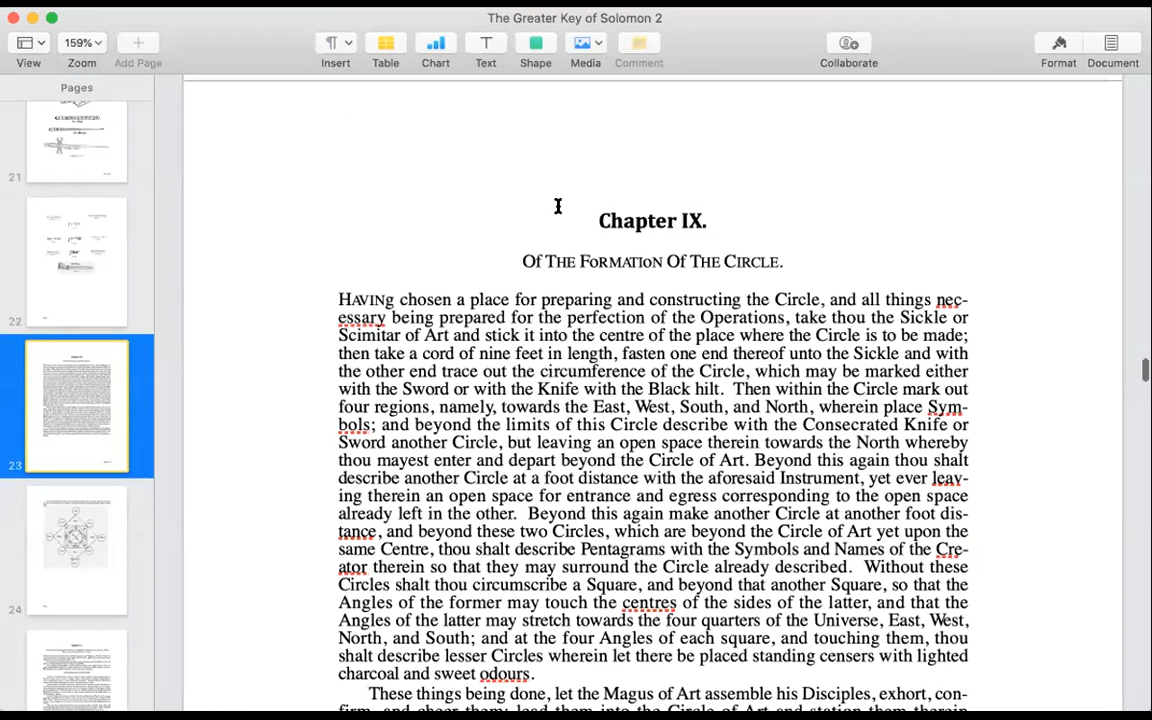 The Greater Key of Solomon 2
159%
View
Zoom
Add Page
Insert
Table
Chart
Text
Shape
Media
Comment
Collaborate
Format
Document
Pages
21
22
23
24
Chapter IX.
Of THE FORMATION Of THE CIRCLE.
HAVINg chosen a place for preparing and constructing the Circle, and all things nec-
essary being prepared for the perfection of the Operations, take thou the Sickle or
Scimitar of Art and stick it into the centre of the place where the Circle is to be made;
then take a cord of nine feet in length, fasten one end thereof unto the Sickle and with
the other end trace out the circumference of the Circle, which may be marked either
with the Sword or with the Knife with the Black hilt. Then within the Circle mark out
four regions, namely, towards the East, West, South, and North, wherein place Sym-
bols; and beyond the limits of this Circle describe with the Consecrated Knife or
Sword another Circle, but leaving an open space therein towards the North whereby
thou mayest enter and depart beyond the Circle of Art. Beyond this again thou shalt
describe another Circle at a foot distance with the aforesaid Instrument, yet ever leav-
ing therein an open space for entrance and egress corresponding to the open space
already left in the other. Beyond this again make another Circle at another foot dis-
tance, and beyond these two Circles, which are beyond the Circle of Art yet upon the
same Centre, thou shalt describe Pentagrams with the Symbols and Names of the Cre-
ator therein so that they may surround the Circle already described. Without these
Circles shalt thou circumscribe a Square, and beyond that another Square, so that the
Angles of the former may touch the centres of the sides of the latter, and that the
Angles of the latter may stretch towards the four quarters of the Universe, East, West,
North, and South; and at the four Angles of each square, and touching them, thou
shalt describe lesser Circles wherein let there be placed standing censers with lighted
charcoal and sweet odours.
These things being done, let the Magus of Art assemble his Disciples, exhort, con-
firm, and cheer them; lead them into the Circle of Art and station them therein